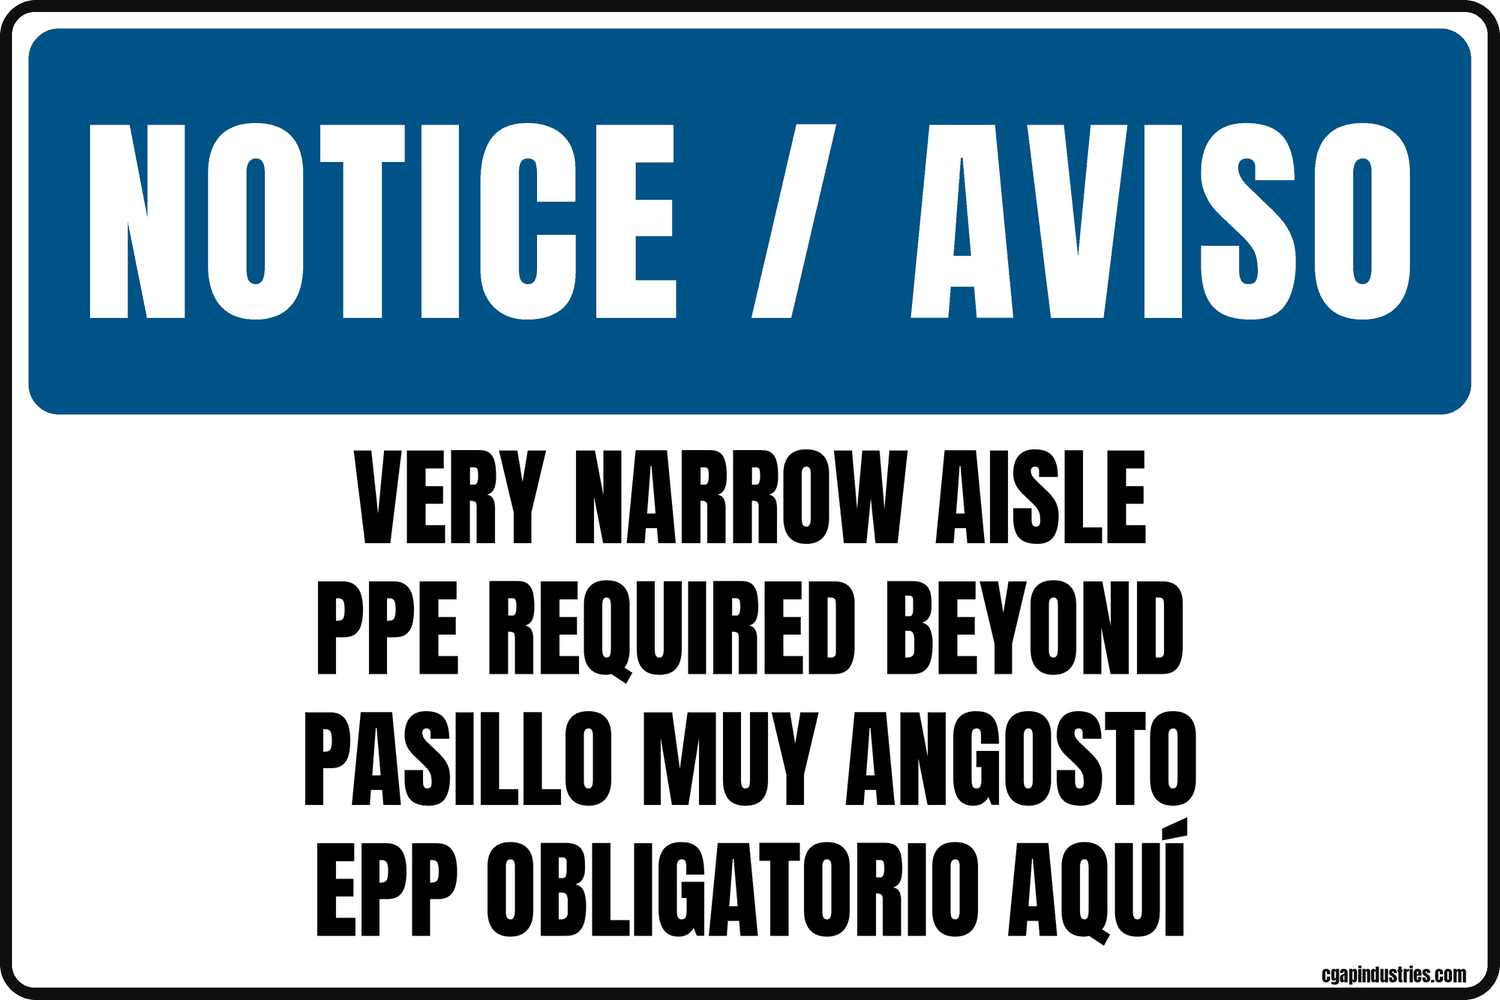 NOTICE / AVISO
VERY NARROW AISLE
PPE REQUIRED BEYOND
PASILLO MUY ANGOSTO
EPP OBLIGATORIO AQUÍ
cgapindustries.com